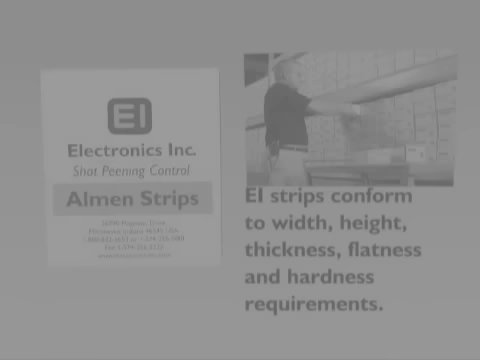 EI
Electronics Inc.
Shot Peening Control
Almen Strips
EI strips conform
to width, height,
thickness, flatness
and hardness
requirements.